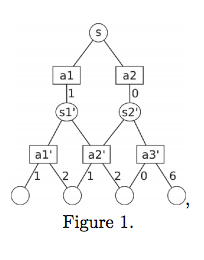 s
a1 a2
1 0
s1' s2'
a1' a2' a3'
1 2 1 2 0 6
,
Figure 1.